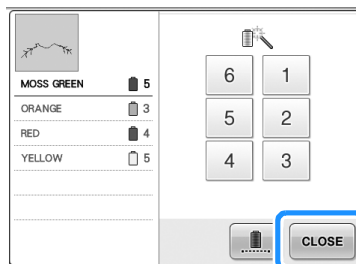 MOSS GREEN 5
ORANGE 3
RED 4
YELLOW 5
6 1
5 2
4 3
CLOSE